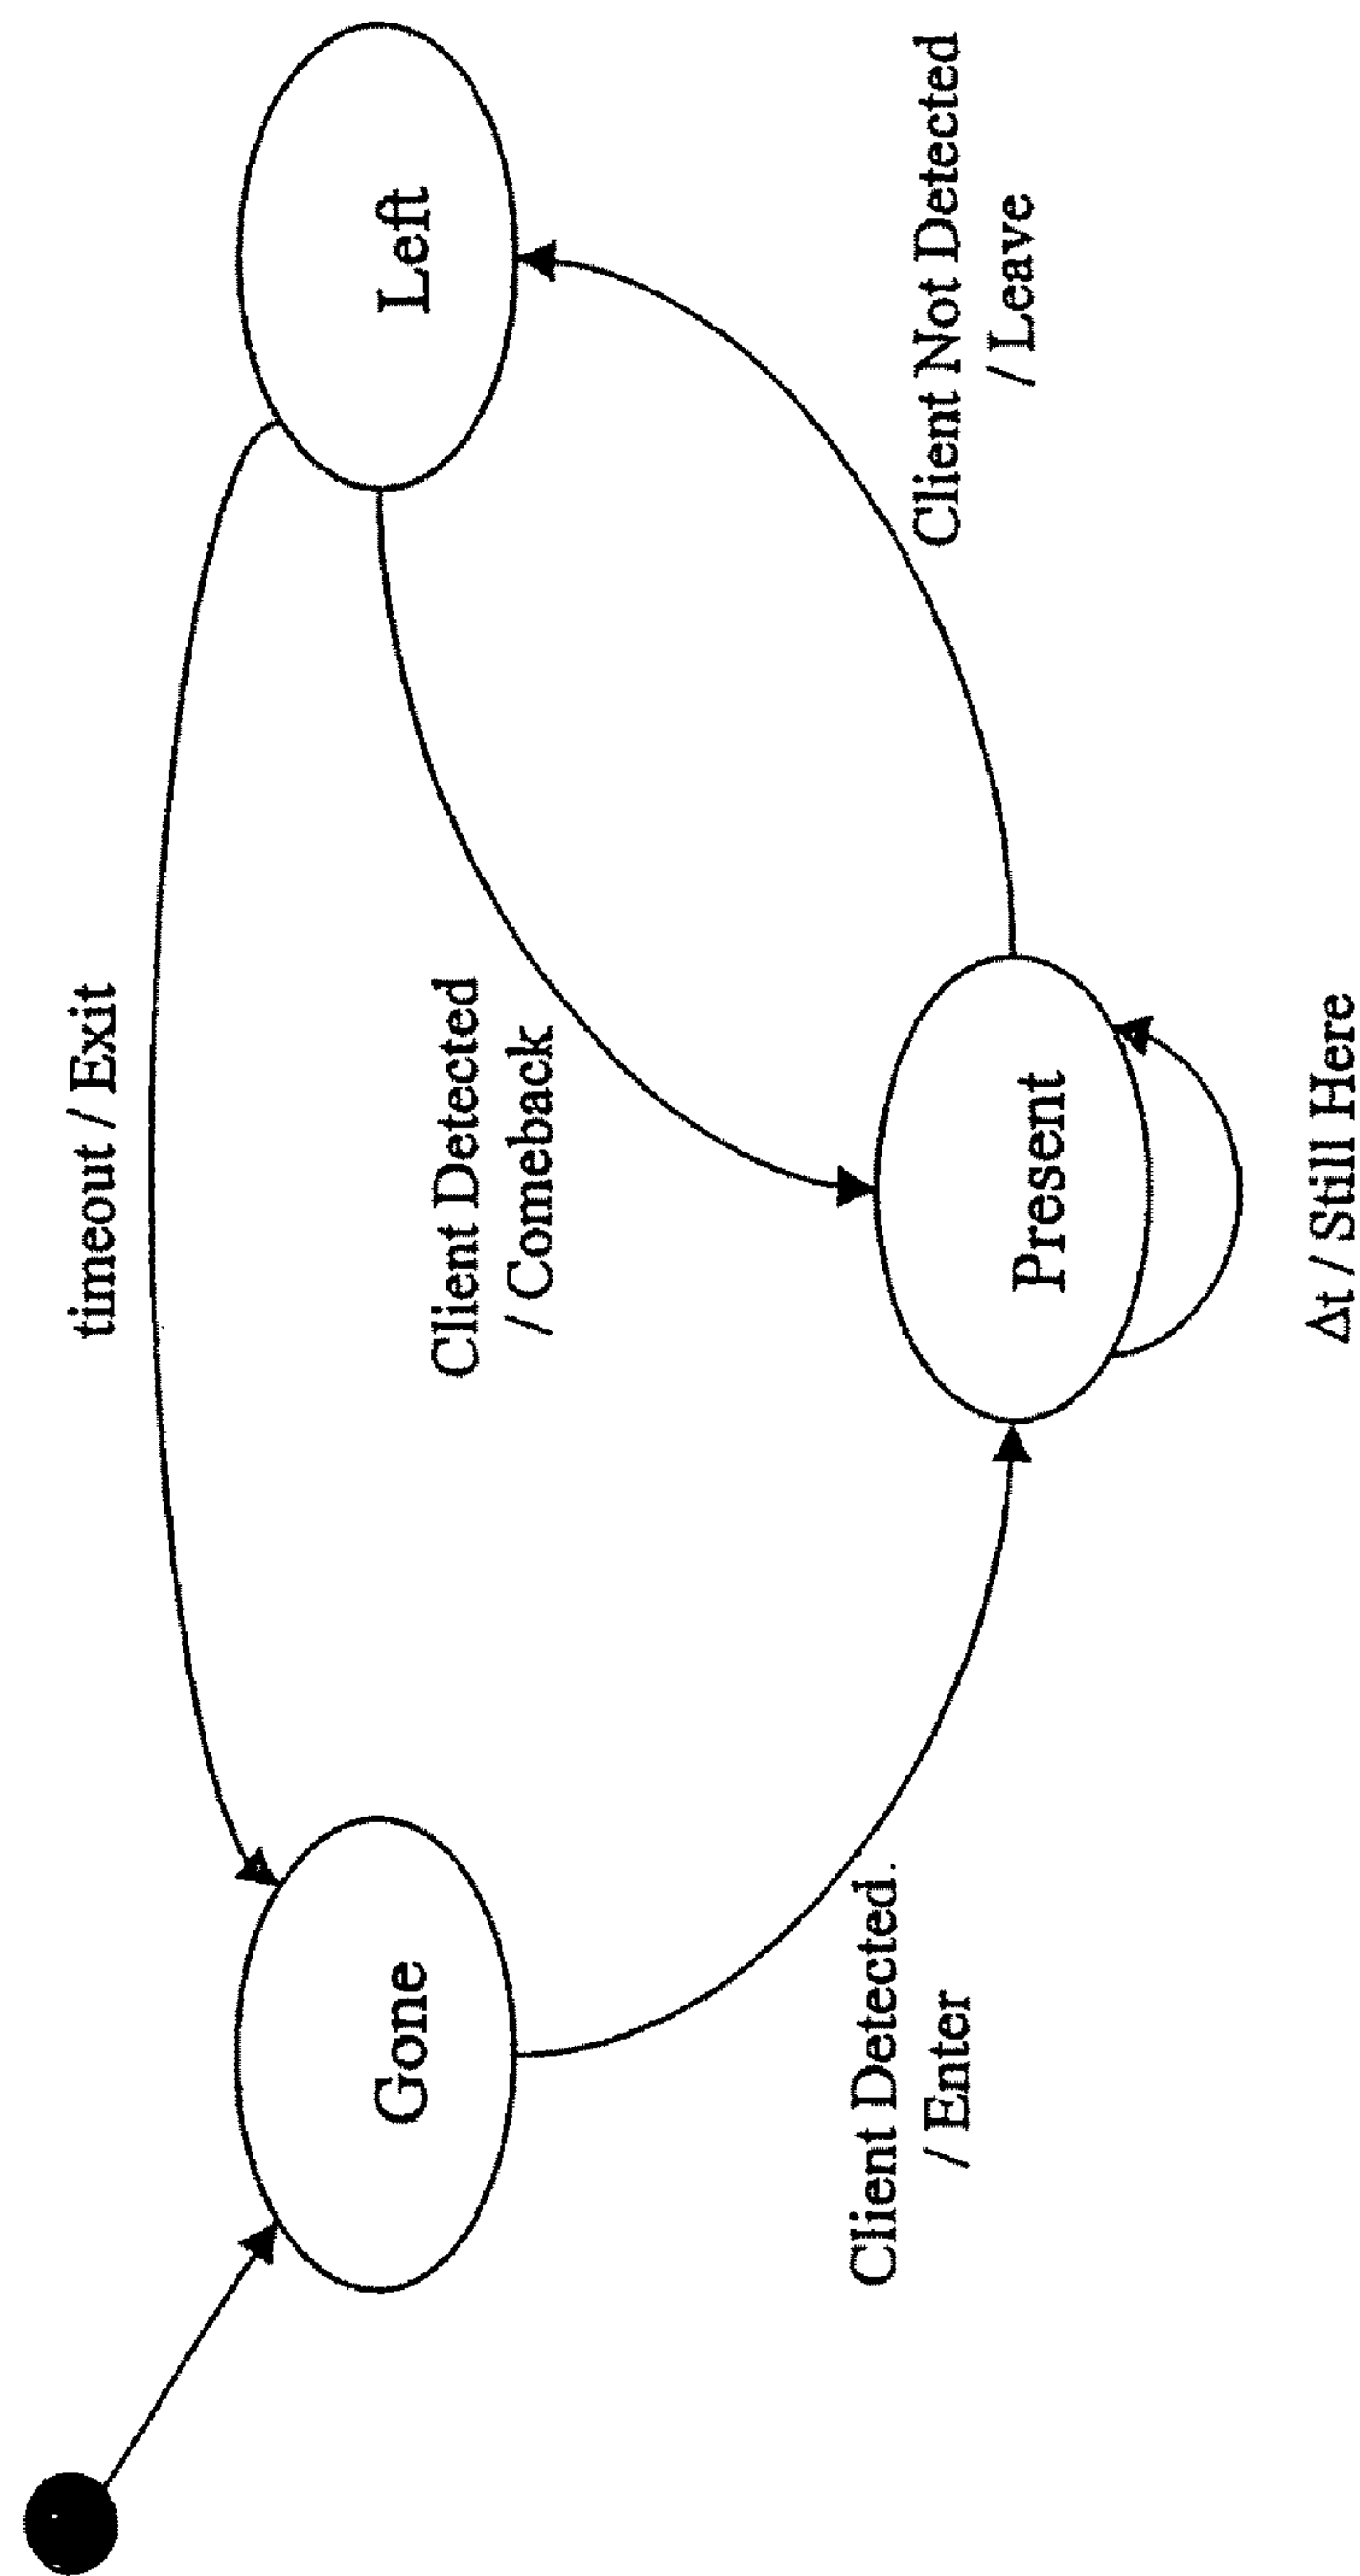 timeout / Exit
Gone
Left
Client Detected
/ Comeback
Client Detected.
/ Enter
Client Not Detected
/ Leave
Present
Δt / Still Here